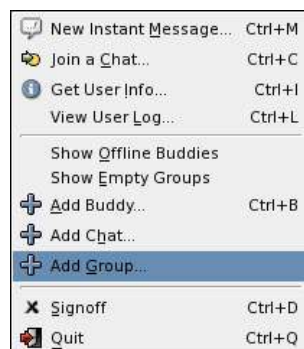 New Instant Message... Ctrl+M
Join a Chat... Ctrl+C
Get User Info... Ctrl+I
View User Log... Ctrl+L
Show Offline Buddies
Show Empty Groups
Add Buddy... Ctrl+B
Add Chat...
Add Group...
Signoff Ctrl+D
Quit Ctrl+Q